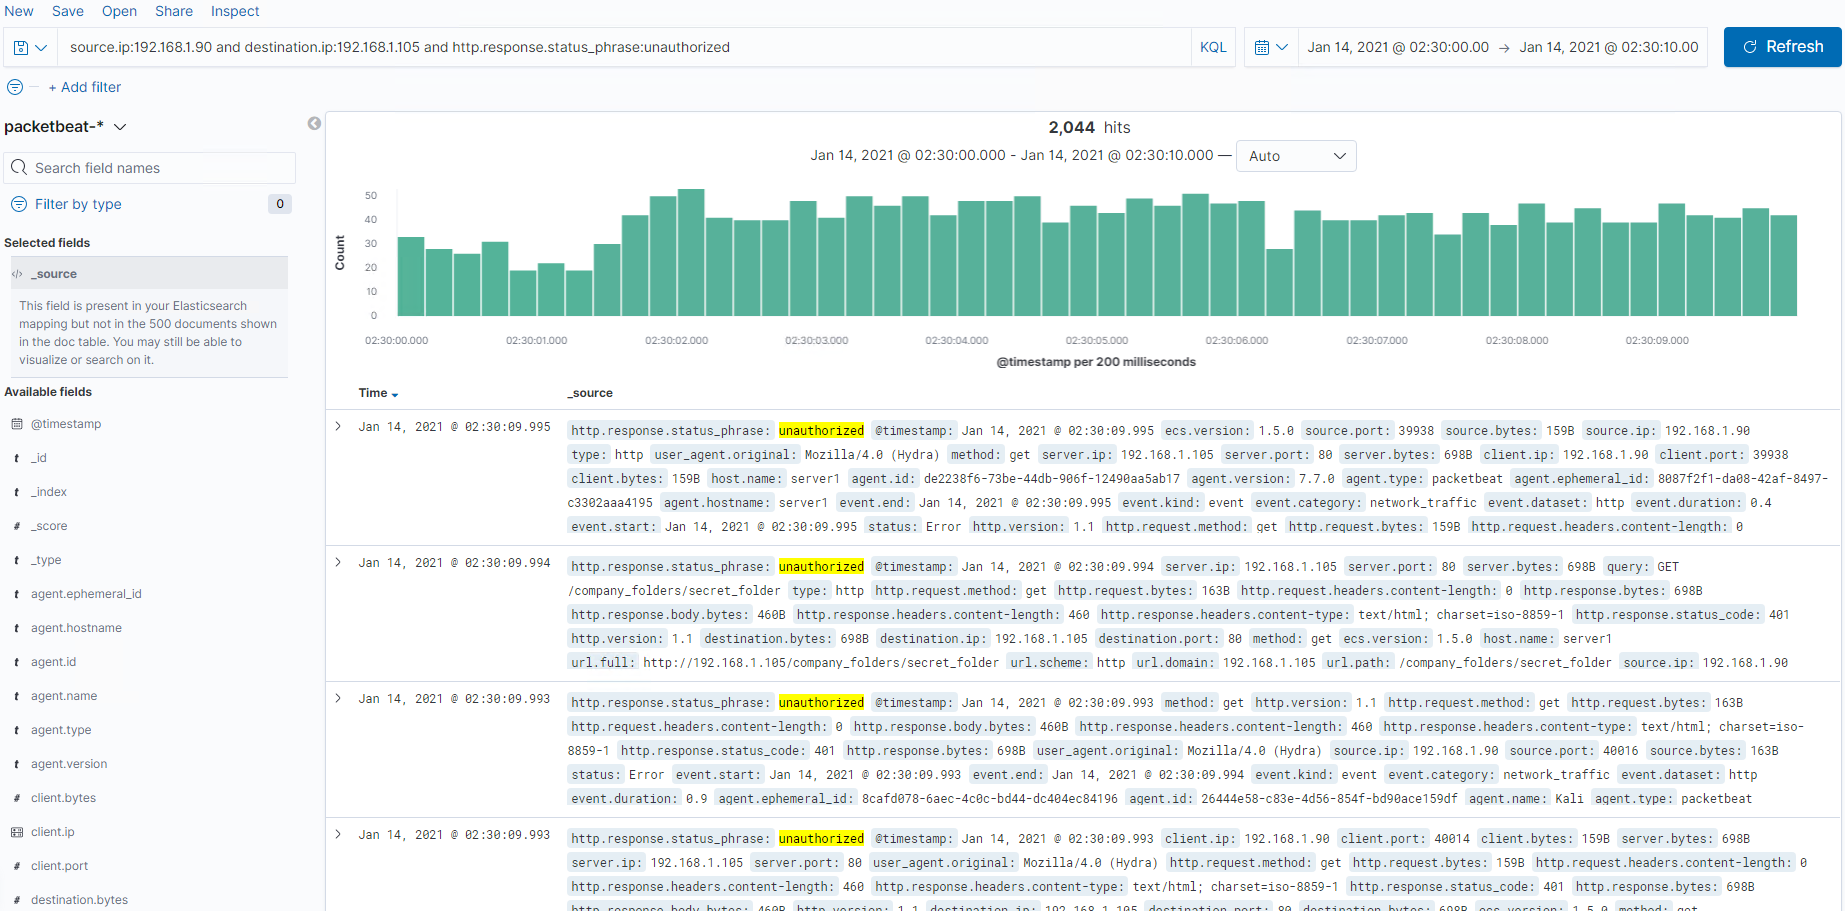 New Save Open Share Inspect
source.ip:192.168.1.90 and destination.ip:192.168.1.105 and http.response.status_phrase:unauthorized KQL Jan 14, 2021 @ 02:30:00.00 → Jan 14, 2021 @ 02:30:10.00 Refresh
+ Add filter
packetbeat-*
Search field names
Filter by type 0
Selected fields
</> _source
This field is present in your Elasticsearch
mapping but not in the 500 documents shown
in the doc table. You may still be able to
visualize or search on it.
Available fields
@timestamp
t _id
t _index
# _score
t _type
t agent.ephemeral_id
t agent.hostname
t agent.id
t agent.name
t agent.type
t agent.version
# client.bytes
client.ip
# client.port
# destination.bytes
2,044 hits
Jan 14, 2021 @ 02:30:00.000 - Jan 14, 2021 @ 02:30:10.000 — Auto
50
40
30
20
10
0
Count
02:30:00.000 02:30:01.000 02:30:02.000 02:30:03.000 02:30:04.000 02:30:05.000 02:30:06.000 02:30:07.000 02:30:08.000 02:30:09.000
@timestamp per 200 milliseconds
Time _source
Jan 14, 2021 @ 02:30:09.995 http.response.status_phrase: unauthorized @timestamp: Jan 14, 2021 @ 02:30:09.995 ecs.version: 1.5.0 source.port: 39938 source.bytes: 159B source.ip: 192.168.1.90
type: http user_agent.original: Mozilla/4.0 (Hydra) method: get server.ip: 192.168.1.105 server.port: 80 server.bytes: 698B client.ip: 192.168.1.90 client.port: 39938
client.bytes: 159B host.name: server1 agent.id: de2238f6-73be-44db-906f-12490aa5ab17 agent.version: 7.7.0 agent.type: packetbeat agent.ephemeral_id: 8087f2f1-da08-42af-8497-
c3302aaa4195 agent.hostname: server1 event.end: Jan 14, 2021 @ 02:30:09.995 event.kind: event event.category: network_traffic event.dataset: http event.duration: 0.4
event.start: Jan 14, 2021 @ 02:30:09.995 status: Error http.version: 1.1 http.request.method: get http.request.bytes: 159B http.request.headers.content-length: 0
Jan 14, 2021 @ 02:30:09.994 http.response.status_phrase: unauthorized @timestamp: Jan 14, 2021 @ 02:30:09.994 server.ip: 192.168.1.105 server.port: 80 server.bytes: 698B query: GET
/company_folders/secret_folder type: http http.request.method: get http.request.bytes: 163B http.request.headers.content-length: 0 http.response.bytes: 698B
http.response.body.bytes: 460B http.response.headers.content-length: 460 http.response.headers.content-type: text/html; charset=iso-8859-1 http.response.status_code: 401
http.version: 1.1 destination.bytes: 698B destination.ip: 192.168.1.105 destination.port: 80 method: get ecs.version: 1.5.0 host.name: server1
url.full: http://192.168.1.105/company_folders/secret_folder url.scheme: http url.domain: 192.168.1.105 url.path: /company_folders/secret_folder source.ip: 192.168.1.90
Jan 14, 2021 @ 02:30:09.993 http.response.status_phrase: unauthorized @timestamp: Jan 14, 2021 @ 02:30:09.993 method: get http.version: 1.1 http.request.method: get http.request.bytes: 163B
http.request.headers.content-length: 0 http.response.body.bytes: 460B http.response.headers.content-length: 460 http.response.headers.content-type: text/html; charset=iso-
8859-1 http.response.status_code: 401 http.response.bytes: 698B user_agent.original: Mozilla/4.0 (Hydra) source.ip: 192.168.1.90 source.port: 40016 source.bytes: 163B
status: Error event.start: Jan 14, 2021 @ 02:30:09.993 event.end: Jan 14, 2021 @ 02:30:09.994 event.kind: event event.category: network_traffic event.dataset: http
event.duration: 0.9 agent.ephemeral_id: 8cafd078-6aec-4c0c-bd44-dc404ec84196 agent.id: 26444e58-c83e-4d56-854f-bd90ace159df agent.name: Kali agent.type: packetbeat
Jan 14, 2021 @ 02:30:09.993 http.response.status_phrase: unauthorized @timestamp: Jan 14, 2021 @ 02:30:09.993 client.ip: 192.168.1.90 client.port: 40014 client.bytes: 159B server.bytes: 698B
server.ip: 192.168.1.105 server.port: 80 user_agent.original: Mozilla/4.0 (Hydra) http.request.method: get http.request.bytes: 159B http.request.headers.content-length: 0
http.response.headers.content-length: 460 http.response.headers.content-type: text/html; charset=iso-8859-1 http.response.status_code: 401 http.response.bytes: 698B
http.response.body.bytes: 460B http.version: 1.1 destination.ip: 192.168.1.105 destination.port: 80 destination.bytes: 698B ecs.version: 1.5.0 method: get